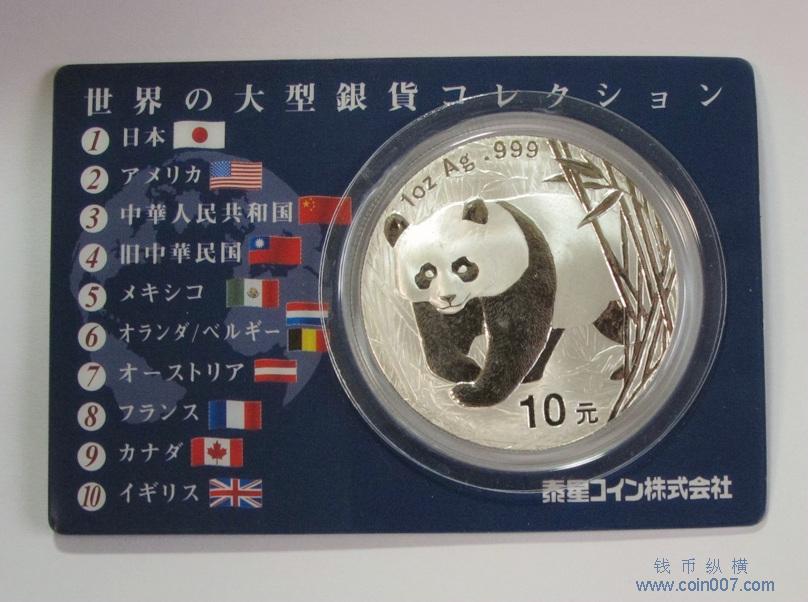 世界の大型銀貨コレクション
1 日本
2 アメリカ
3 中華人民共和国
4 旧中華民国
5 メキシコ
6 オランダ/ベルギー
7 オーストリア
8 フランス
9 カナダ
10 イギリス
1oz Ag .999
10元
泰星コイン株式会社
钱币纵横
www.coin007.com